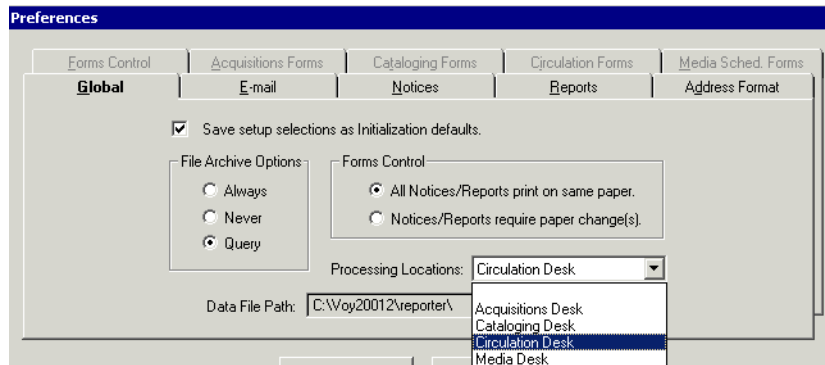 Preferences
Forms Control Acquisitions Forms Cataloging Forms Circulation Forms Media Sched. Forms
Global E-mail Notices Reports Address Format
Save setup selections as Initialization defaults.
File Archive Options Forms Control
Always All Notices/Reports print on same paper.
Never Notices/Reports require paper change(s).
Query
Processing Locations: Circulation Desk
Data File Path: C:\Voy20012\reporter\
Acquisitions Desk
Cataloging Desk
Circulation Desk
Media Desk